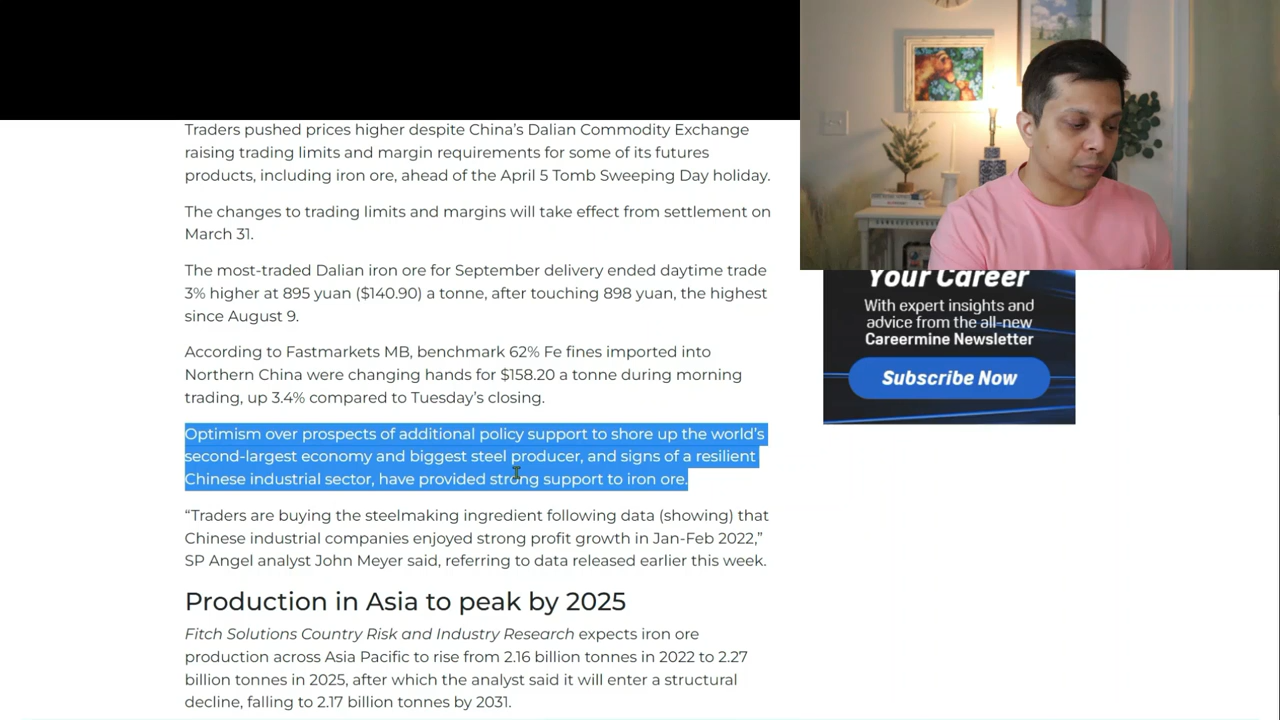 Traders pushed prices higher despite China’s Dalian Commodity Exchange
raising trading limits and margin requirements for some of its futures
products, including iron ore, ahead of the April 5 Tomb Sweeping Day holiday.
The changes to trading limits and margins will take effect from settlement on
March 31.
The most-traded Dalian iron ore for September delivery ended daytime trade
3% higher at 895 yuan ($140.90) a tonne, after touching 898 yuan, the highest
since August 9.
According to Fastmarkets MB, benchmark 62% Fe fines imported into
Northern China were changing hands for $158.20 a tonne during morning
trading, up 3.4% compared to Tuesday’s closing.
Optimism over prospects of additional policy support to shore up the world’s
second-largest economy and biggest steel producer, and signs of a resilient
Chinese industrial sector, have provided strong support to iron ore.
“Traders are buying the steelmaking ingredient following data (showing) that
Chinese industrial companies enjoyed strong profit growth in Jan-Feb 2022,”
SP Angel analyst John Meyer said, referring to data released earlier this week.
Production in Asia to peak by 2025
Fitch Solutions Country Risk and Industry Research expects iron ore
production across Asia Pacific to rise from 2.16 billion tonnes in 2022 to 2.27
billion tonnes in 2025, after which the analyst said it will enter a structural
decline, falling to 2.17 billion tonnes by 2031.
Your Career
With expert insights and
advice from the all-new
Careermine Newsletter
Subscribe Now